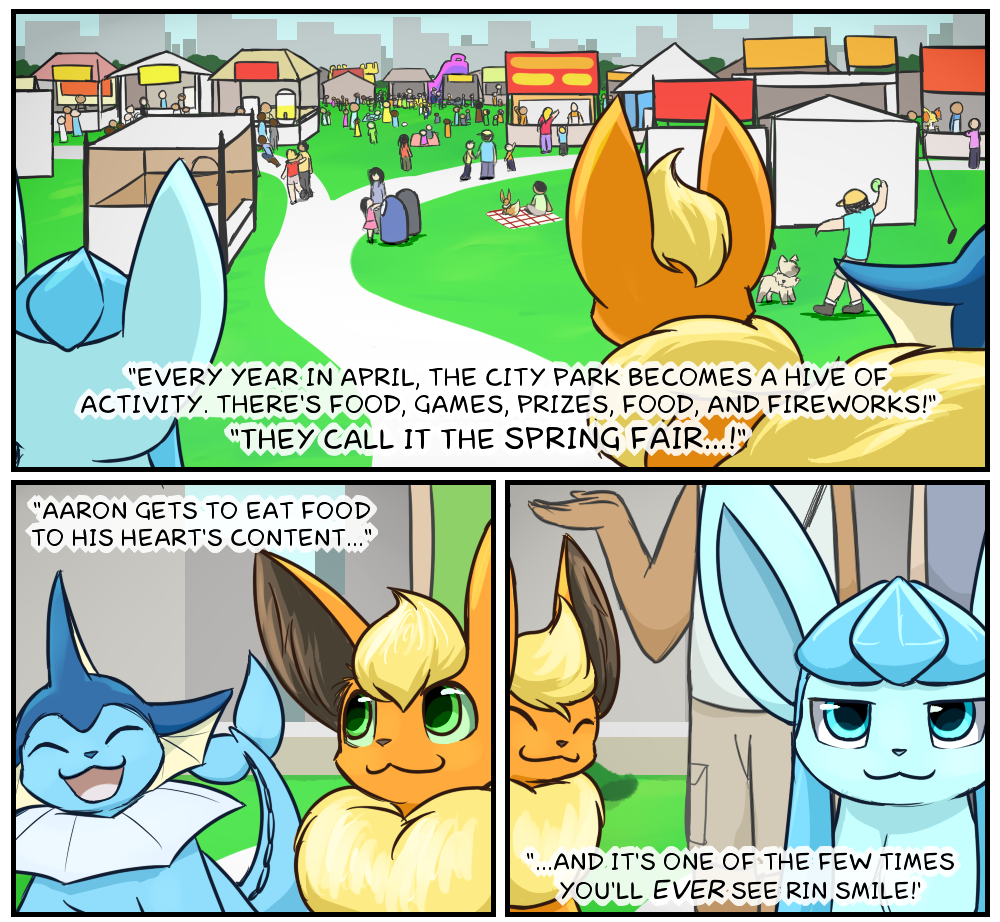 "EVERY YEAR IN APRIL, THE CITY PARK BECOMES A HIVE OF
ACTIVITY. THERE'S FOOD, GAMES, PRIZES, FOOD, AND FIREWORKS!"
"THEY CALL IT THE SPRING FAIR...!"
"AARON GETS TO EAT FOOD
TO HIS HEART'S CONTENT..."
"...AND IT'S ONE OF THE FEW TIMES
YOU'LL EVER SEE RIN SMILE!"